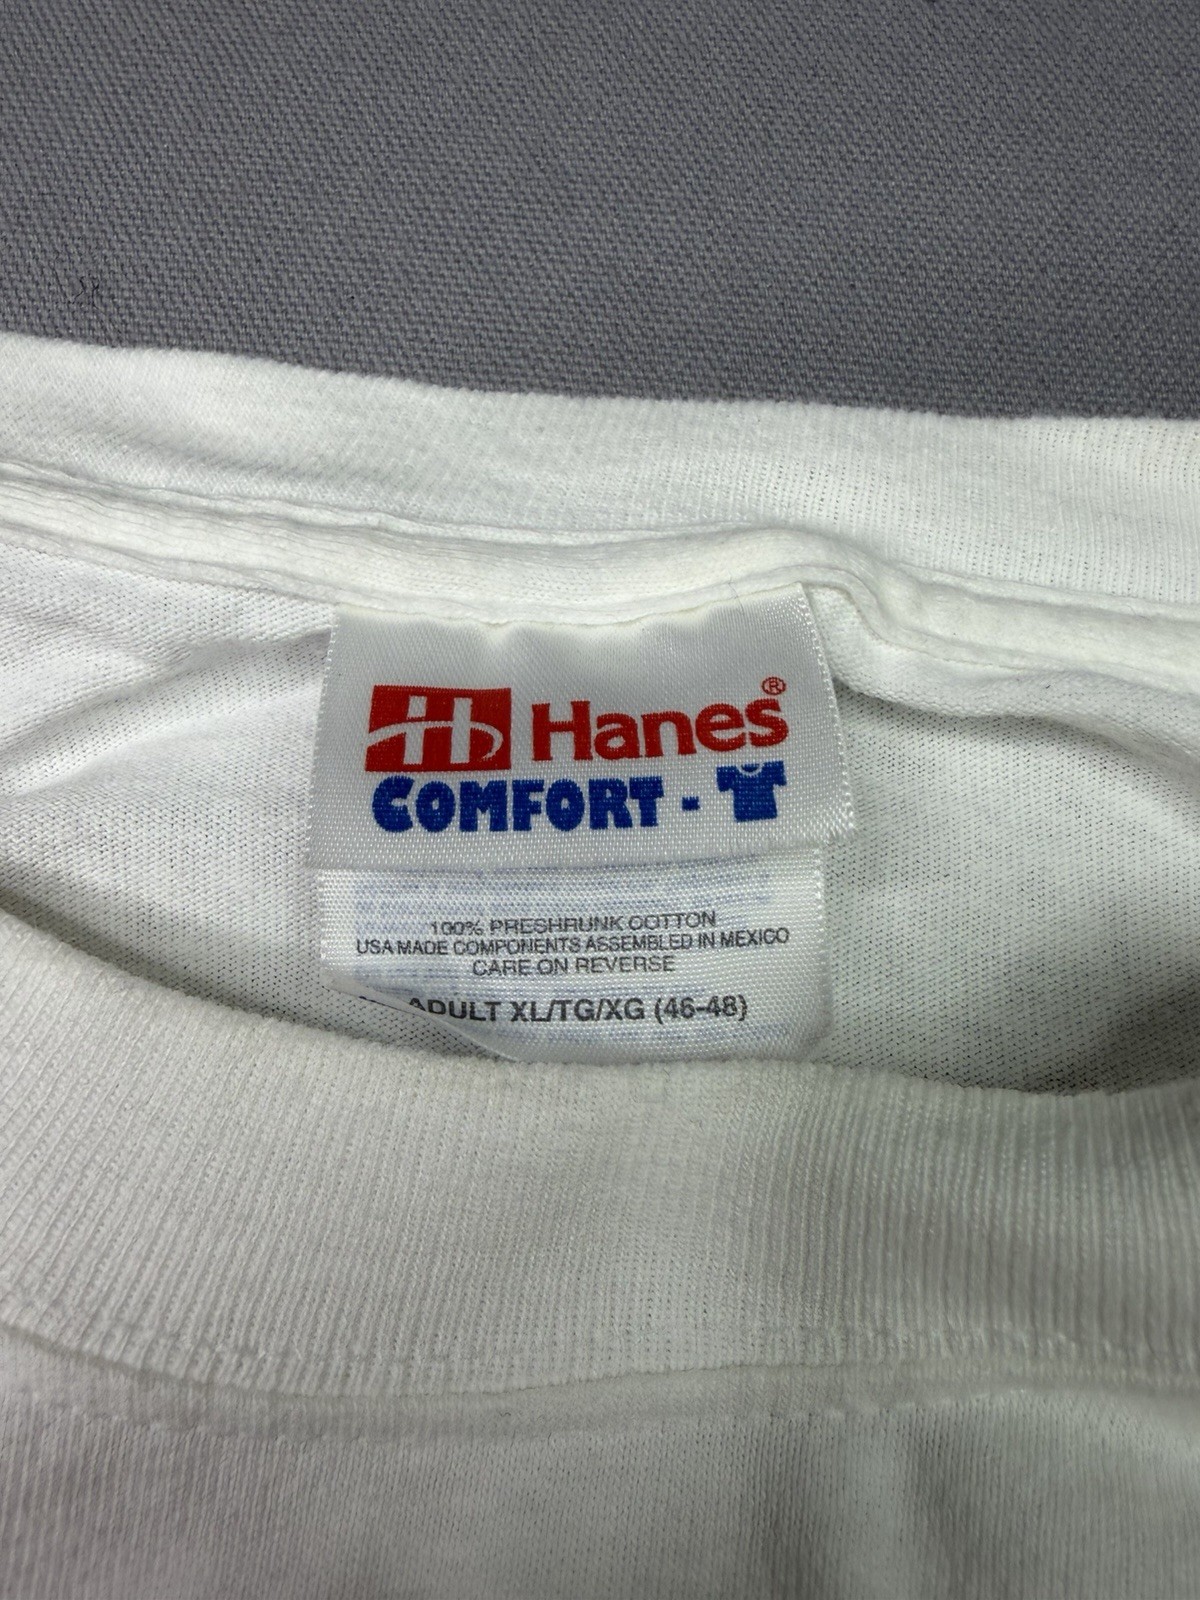 H Hanes®
COMFORT -
100% PRESHRUNK COTTON
USA MADE COMPONENTS ASSEMBLED IN MEXICO
CARE ON REVERSE
ADULT XL/TG/XG (46-48)